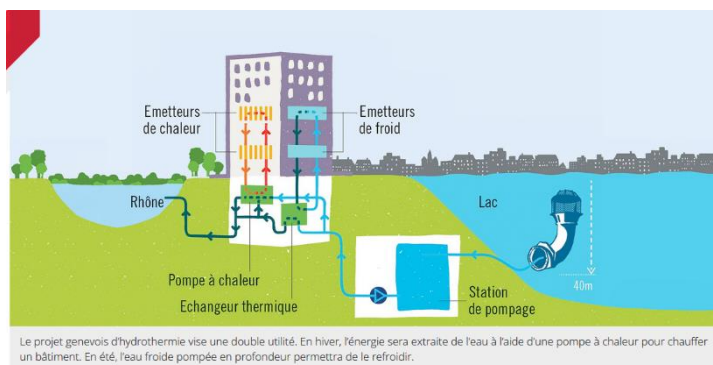 Emetteurs
de chaleur
Emetteurs
de froid
Rhône
Lac
Pompe à chaleur
Echangeur thermique
Station
de pompage
40m
Le projet genevois d'hydrothermie vise une double utilité. En hiver, l'énergie sera extraite de l'eau à l'aide d'une pompe à chaleur pour chauffer
un bâtiment. En été, l'eau froide pompée en profondeur permettra de le refroidir.